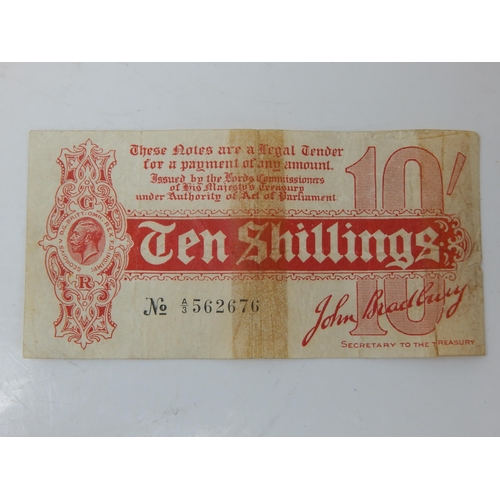 These Notes are a Legal Tender
for a payment of any amount.
Issued by the Lords Commissioners
of His Majesty's Treasury
under Authority of Act of Parliament
10/
G
R
Ten Shillings
No A/3 562676
John Bradbury
SECRETARY TO THE TREASURY